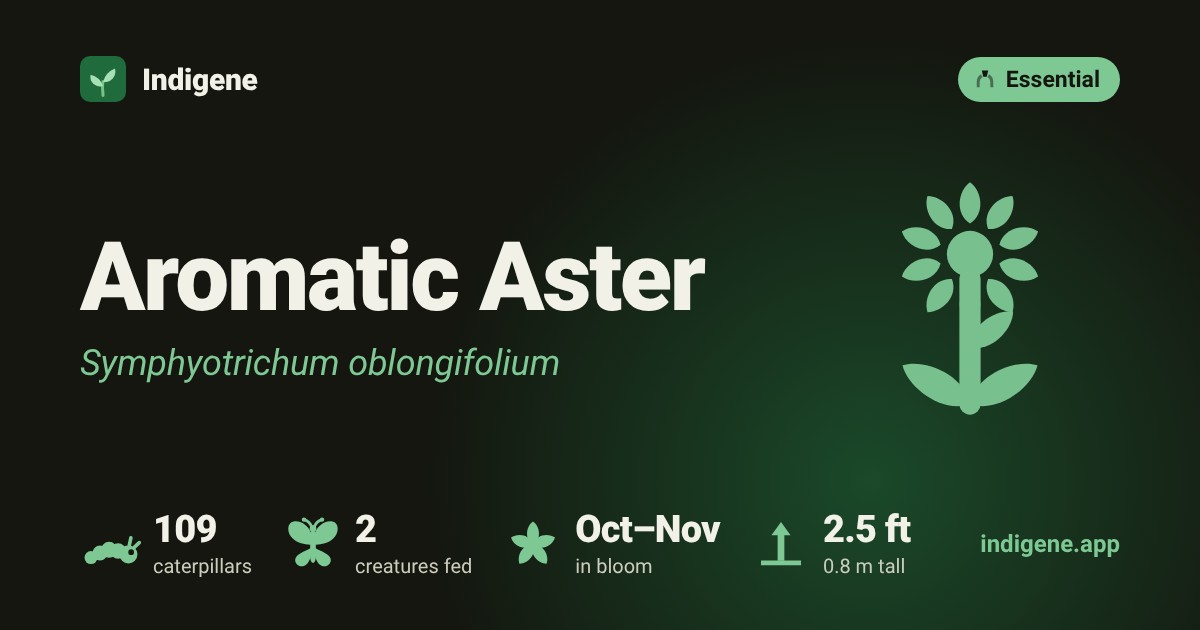 Indigene
Essential
Aromatic Aster
Symphyotrichum oblongifolium
109
caterpillars
2
creatures fed
Oct–Nov
in bloom
2.5 ft
0.8 m tall
indigene.app